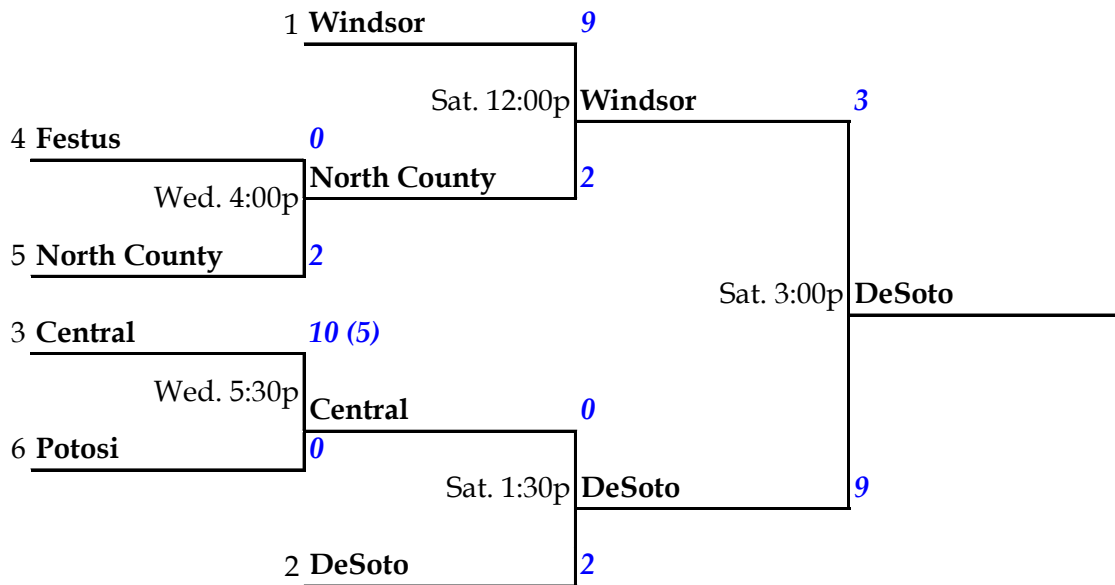 1 Windsor 9
Sat. 12:00p Windsor 3
4 Festus 0
North County 2
Wed. 4:00p
5 North County 2
Sat. 3:00p DeSoto
3 Central 10 (5)
Wed. 5:30p
Central 0
6 Potosi 0
Sat. 1:30p DeSoto 9
2 DeSoto 2